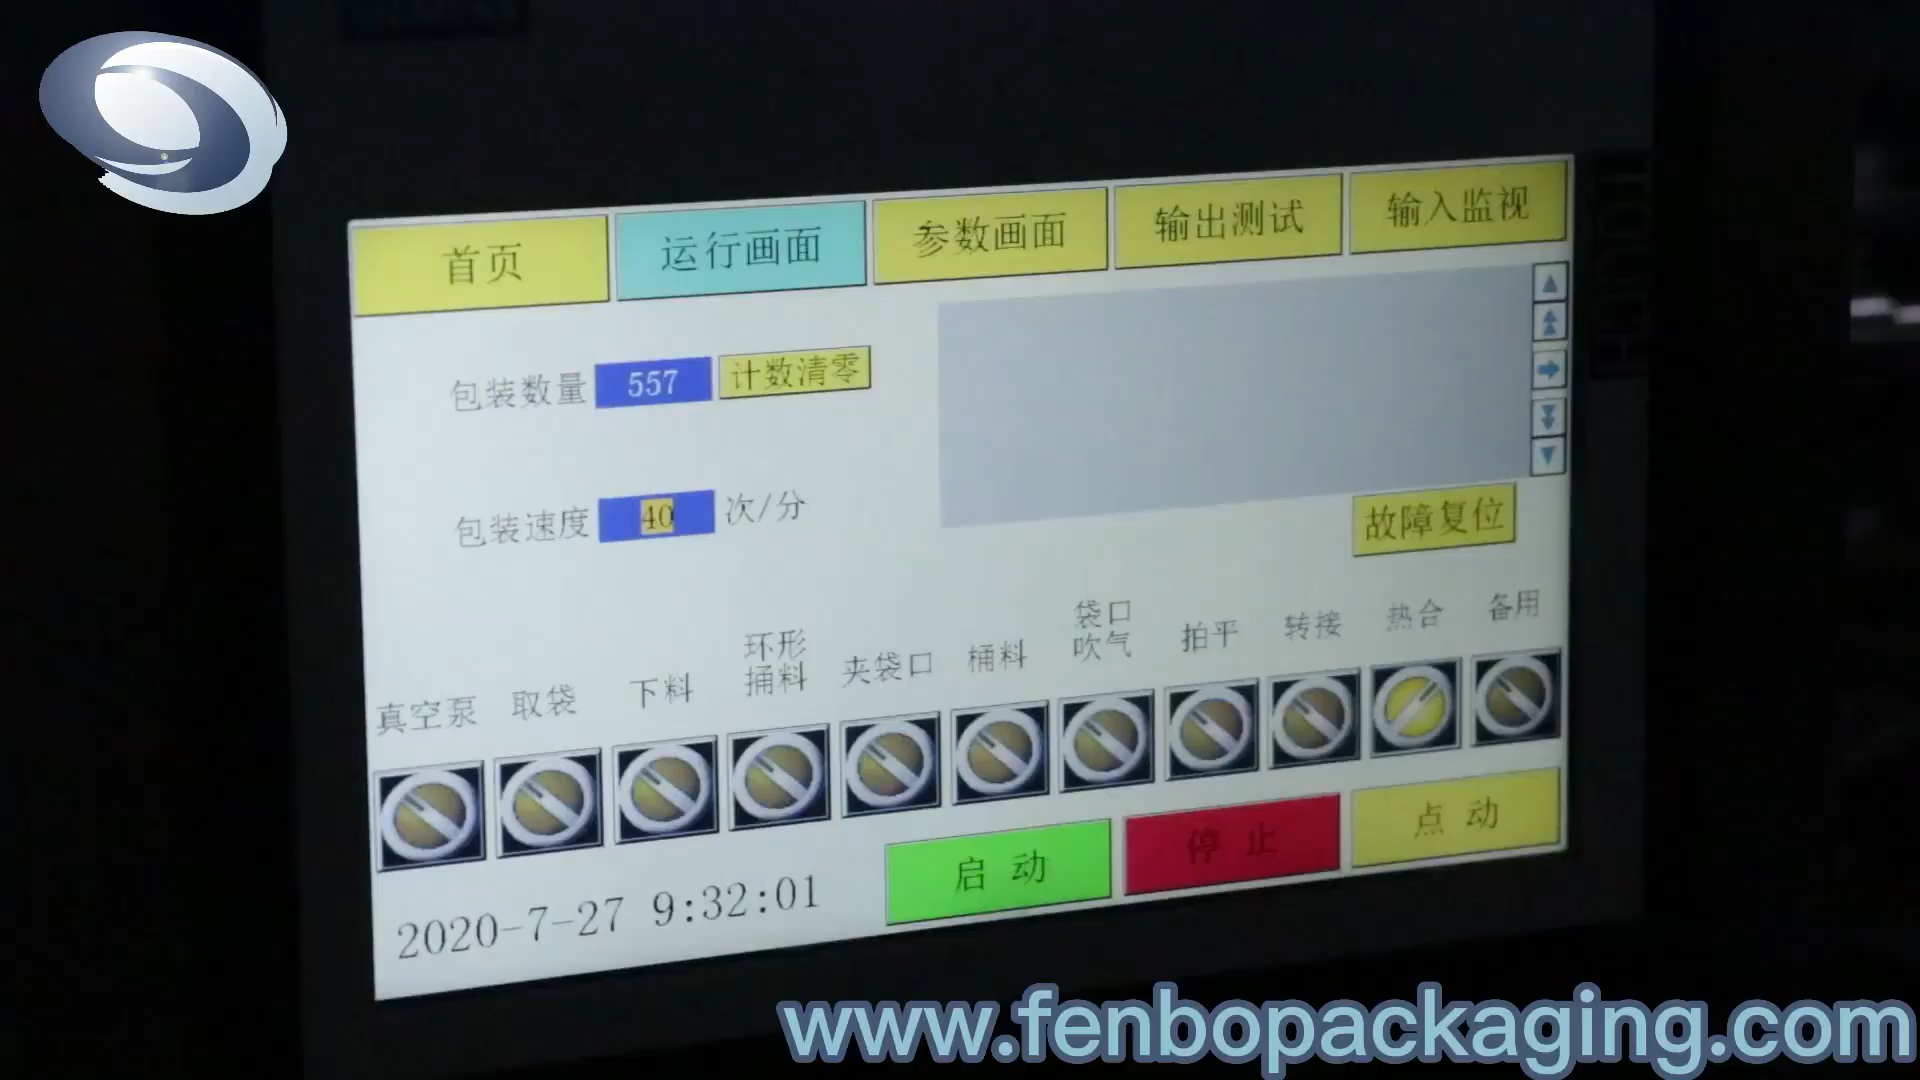 首页
运行画面
参数画面
输出测试
输入监视
包装数量 557 计数清零
包装速度 40 次/分
故障复位
真空泵
取袋
下料
环形
捅料
夹袋口
桶料
袋口
吹气
拍平
转接
热合
备用
启 动
停 止
点 动
2020-7-27 9:32:01
www.fenbopackaging.com